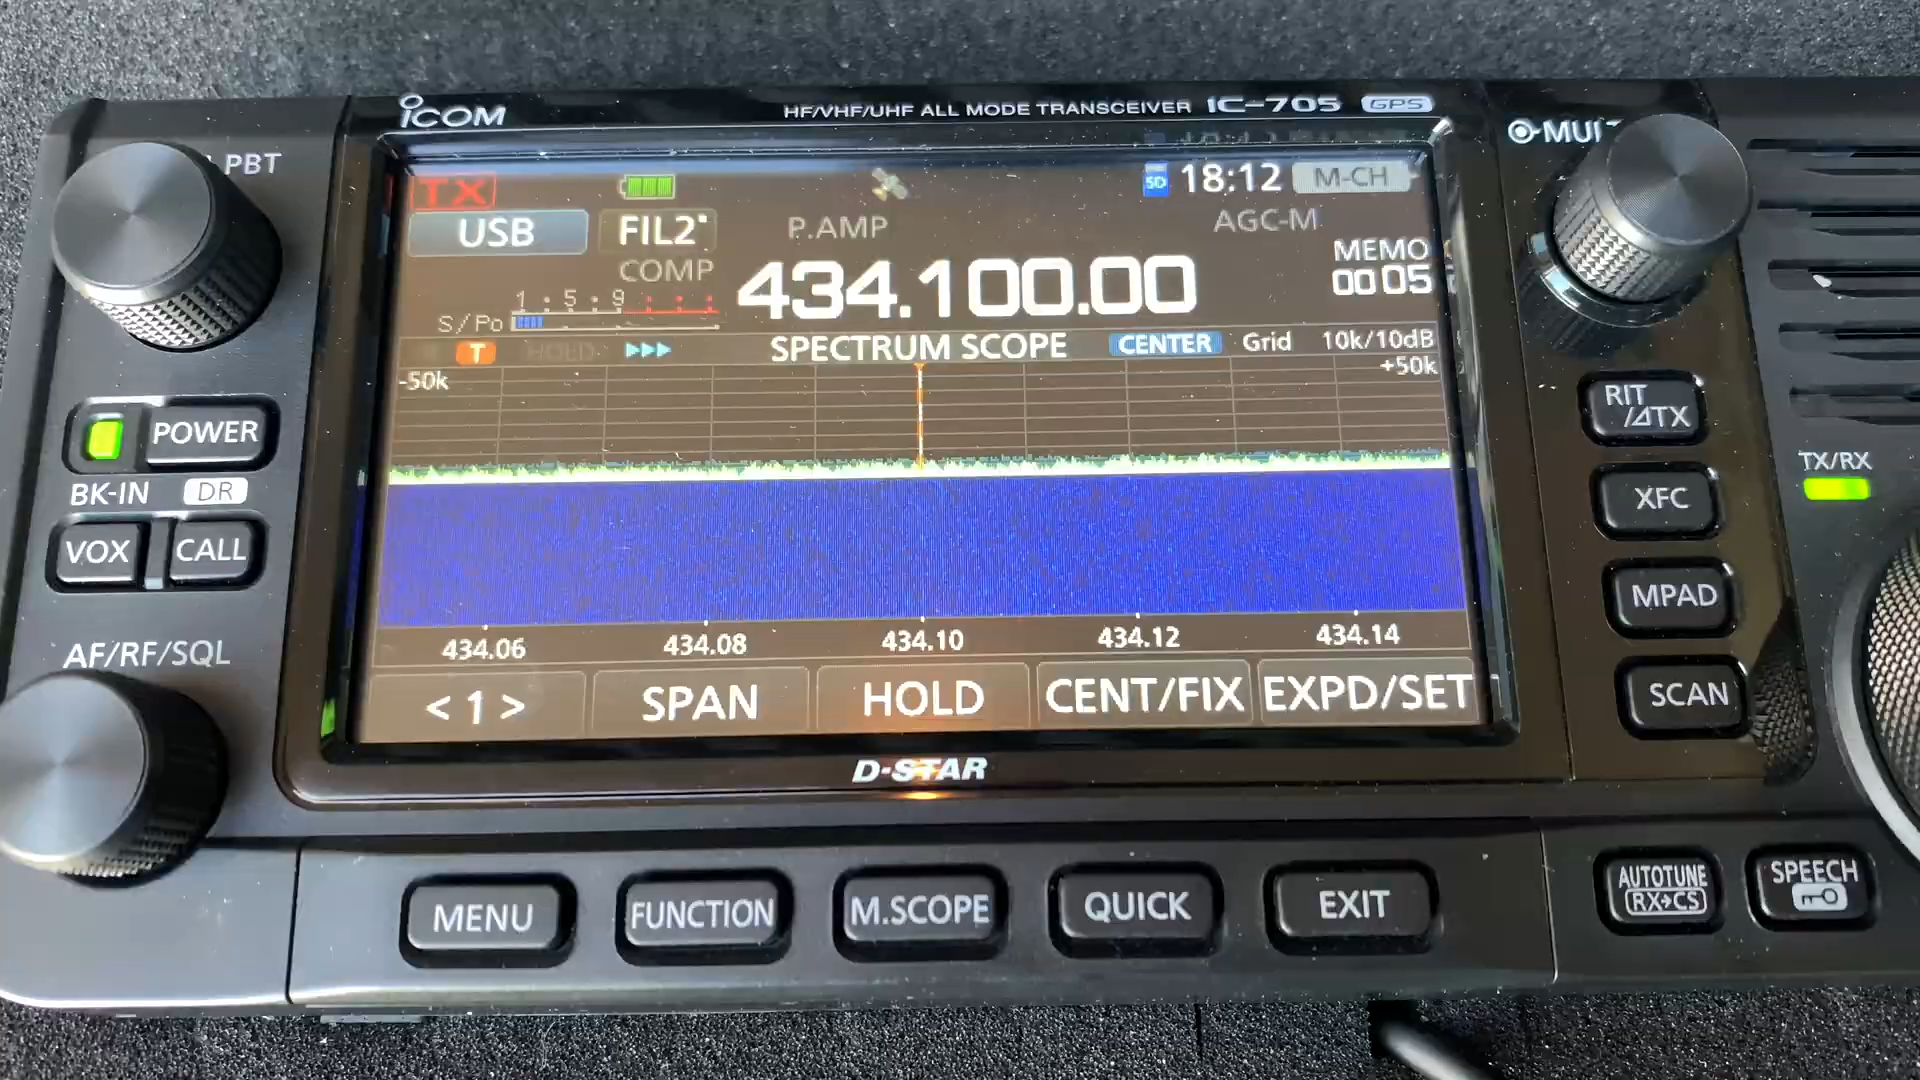 ICOM
HF/VHF/UHF ALL MODE TRANSCEIVER IC-705 GPS
PBT
TX
SD 18:12 M-CH
USB FIL2 P.AMP AGC-M
COMP 434.100.00 MEMO
1 · 5 · 9
00 05
S/Po
T HOLD SPECTRUM SCOPE CENTER Grid 10k/10dB
-50k +50k
434.06 434.08 434.10 434.12 434.14
< 1 > SPAN HOLD CENT/FIX EXPD/SET
D-STAR
POWER
BK-IN DR
VOX CALL
AF/RF/SQL
RIT
/⊿TX
XFC
MPAD
SCAN
TX/RX
MENU FUNCTION M.SCOPE QUICK EXIT
AUTOTUNE
RX→CS
SPEECH